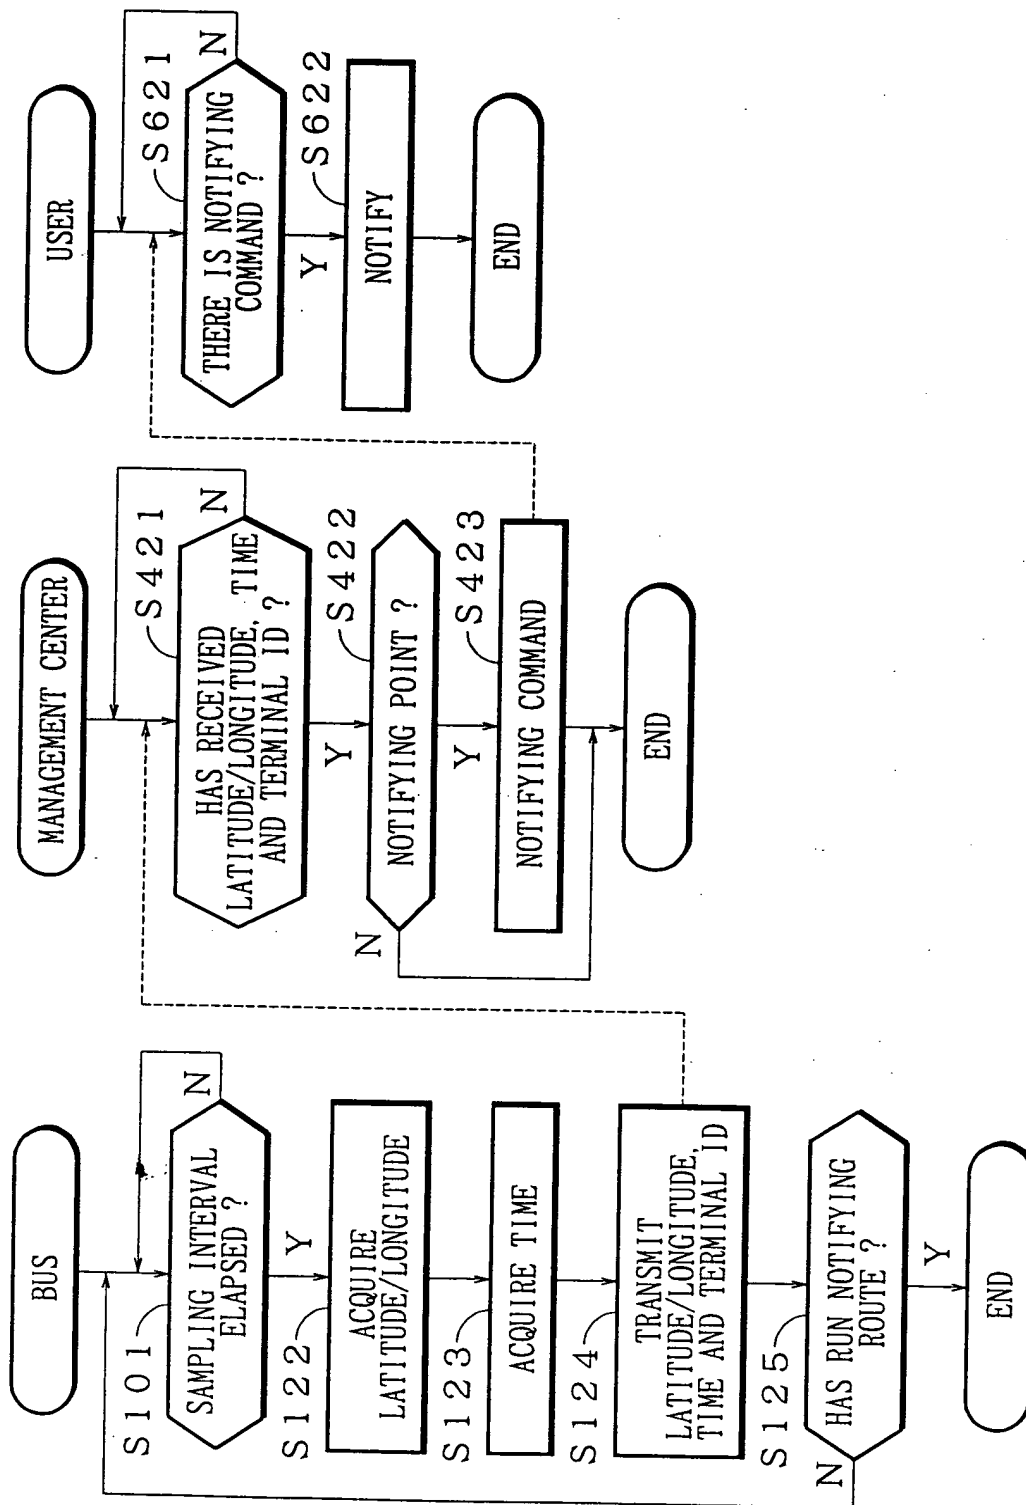 BUS
S101
SAMPLING INTERVAL
ELAPSED ?
N
Y
S122
ACQUIRE
LATITUDE/LONGITUDE
S123
ACQUIRE TIME
S124
TRANSMIT
LATITUDE/LONGITUDE,
TIME AND TERMINAL ID
S125
HAS RUN NOTIFYING
ROUTE ?
N
Y
END
MANAGEMENT CENTER
S421
HAS RECEIVED
LATITUDE/LONGITUDE, TIME
AND TERMINAL ID ?
N
Y
S422
NOTIFYING POINT ?
N
Y
S423
NOTIFYING COMMAND
END
USER
S621
THERE IS NOTIFYING
COMMAND ?
N
Y
S622
NOTIFY
END